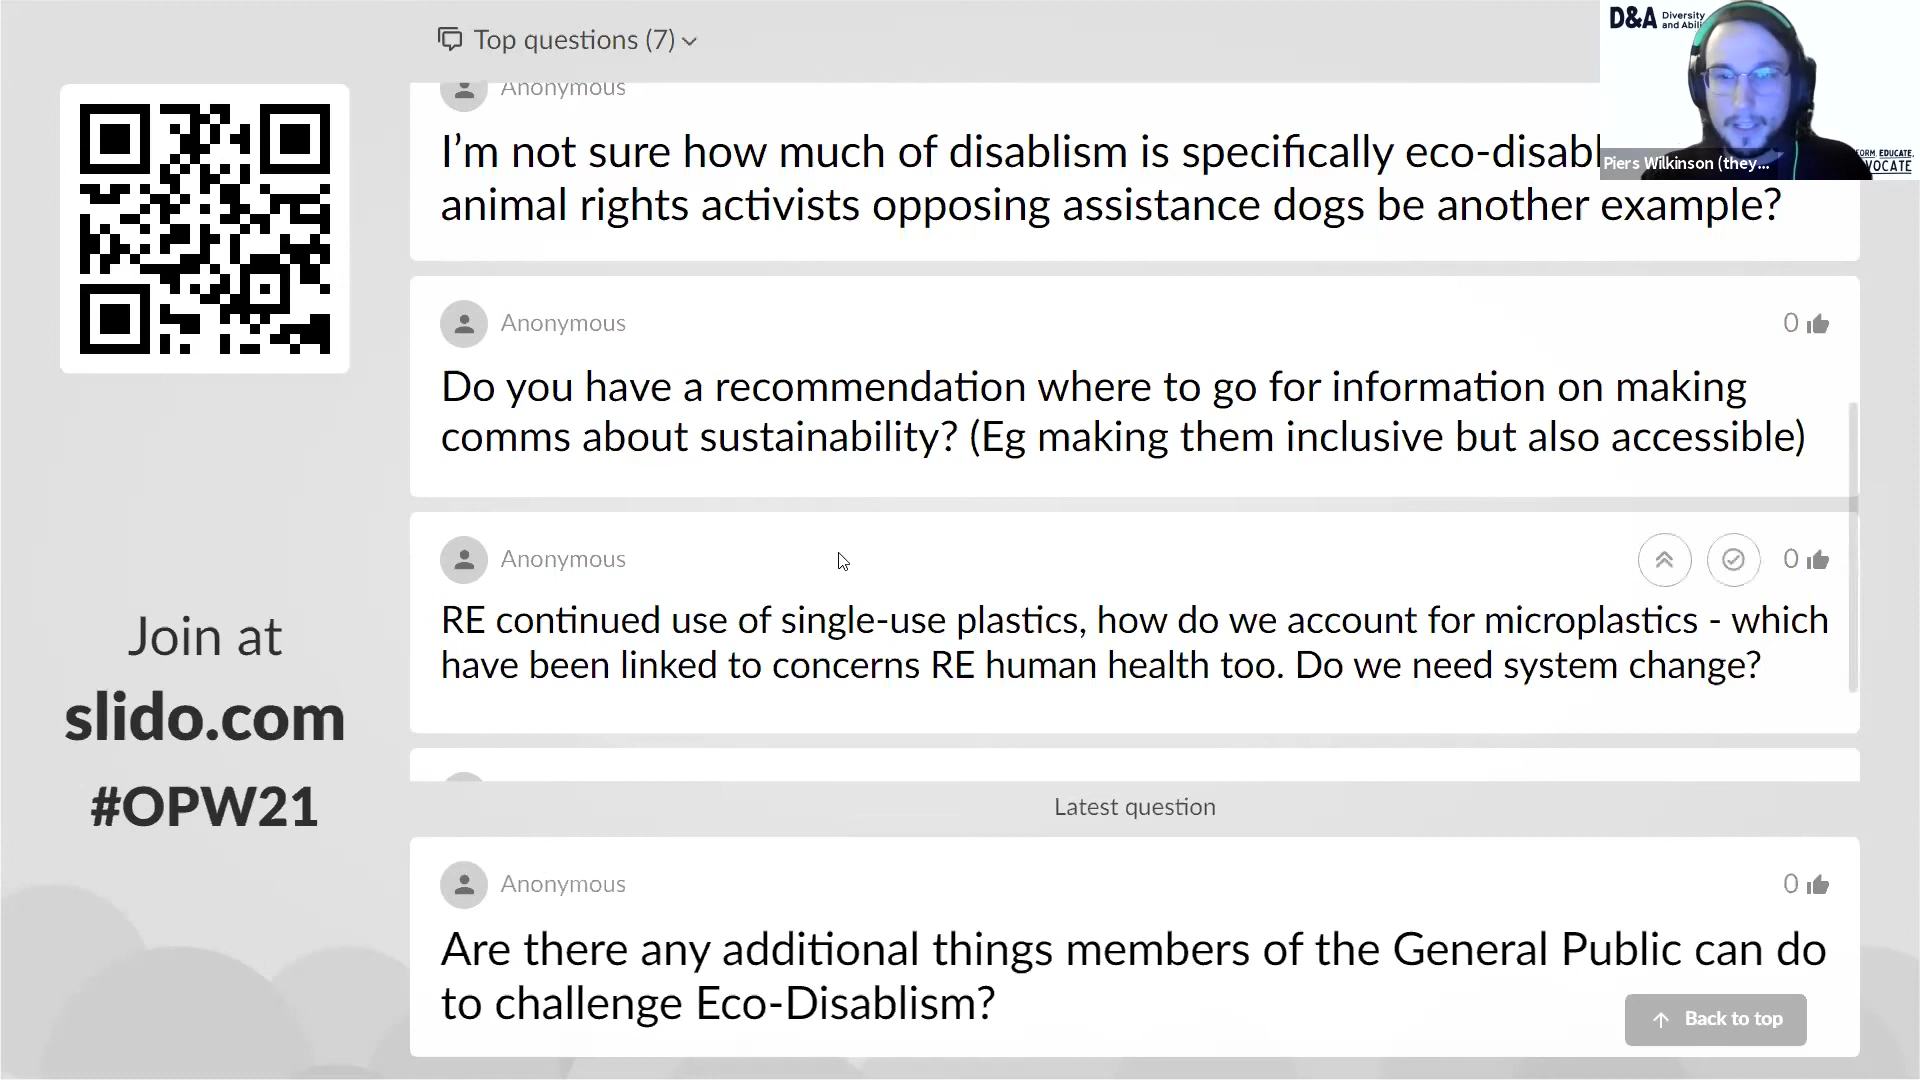 Top questions (7)
D&A Diversity
and Abili
Anonymous
I’m not sure how much of disablism is specifically eco-disabl
animal rights activists opposing assistance dogs be another example?
Piers Wilkinson (they...
FORM. EDUCATE.
VOCATE
Anonymous
0
Do you have a recommendation where to go for information on making
comms about sustainability? (Eg making them inclusive but also accessible)
Anonymous
0
RE continued use of single-use plastics, how do we account for microplastics - which
have been linked to concerns RE human health too. Do we need system change?
Join at
slido.com
#OPW21
Latest question
Anonymous
0
Are there any additional things members of the General Public can do
to challenge Eco-Disablism?
Back to top